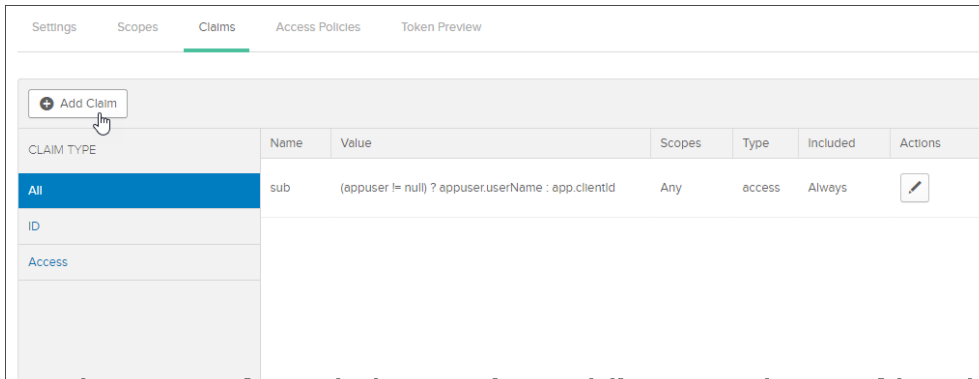 Settings Scopes Claims Access Policies Token Preview
Add Claim
CLAIM TYPE
All
ID
Access
Name Value Scopes Type Included Actions
sub (appuser != null) ? appuser.userName : app.clientId Any access Always